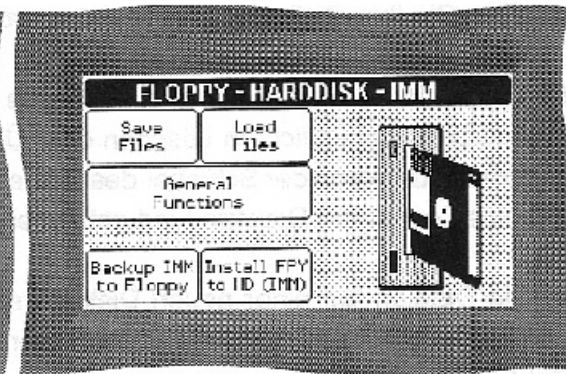 FLOPPY - HARDDISK - IMM
Save
Files
Load
Files
General
Functions
Backup IMM
to Floppy
Install FPY
to HD (IMM)